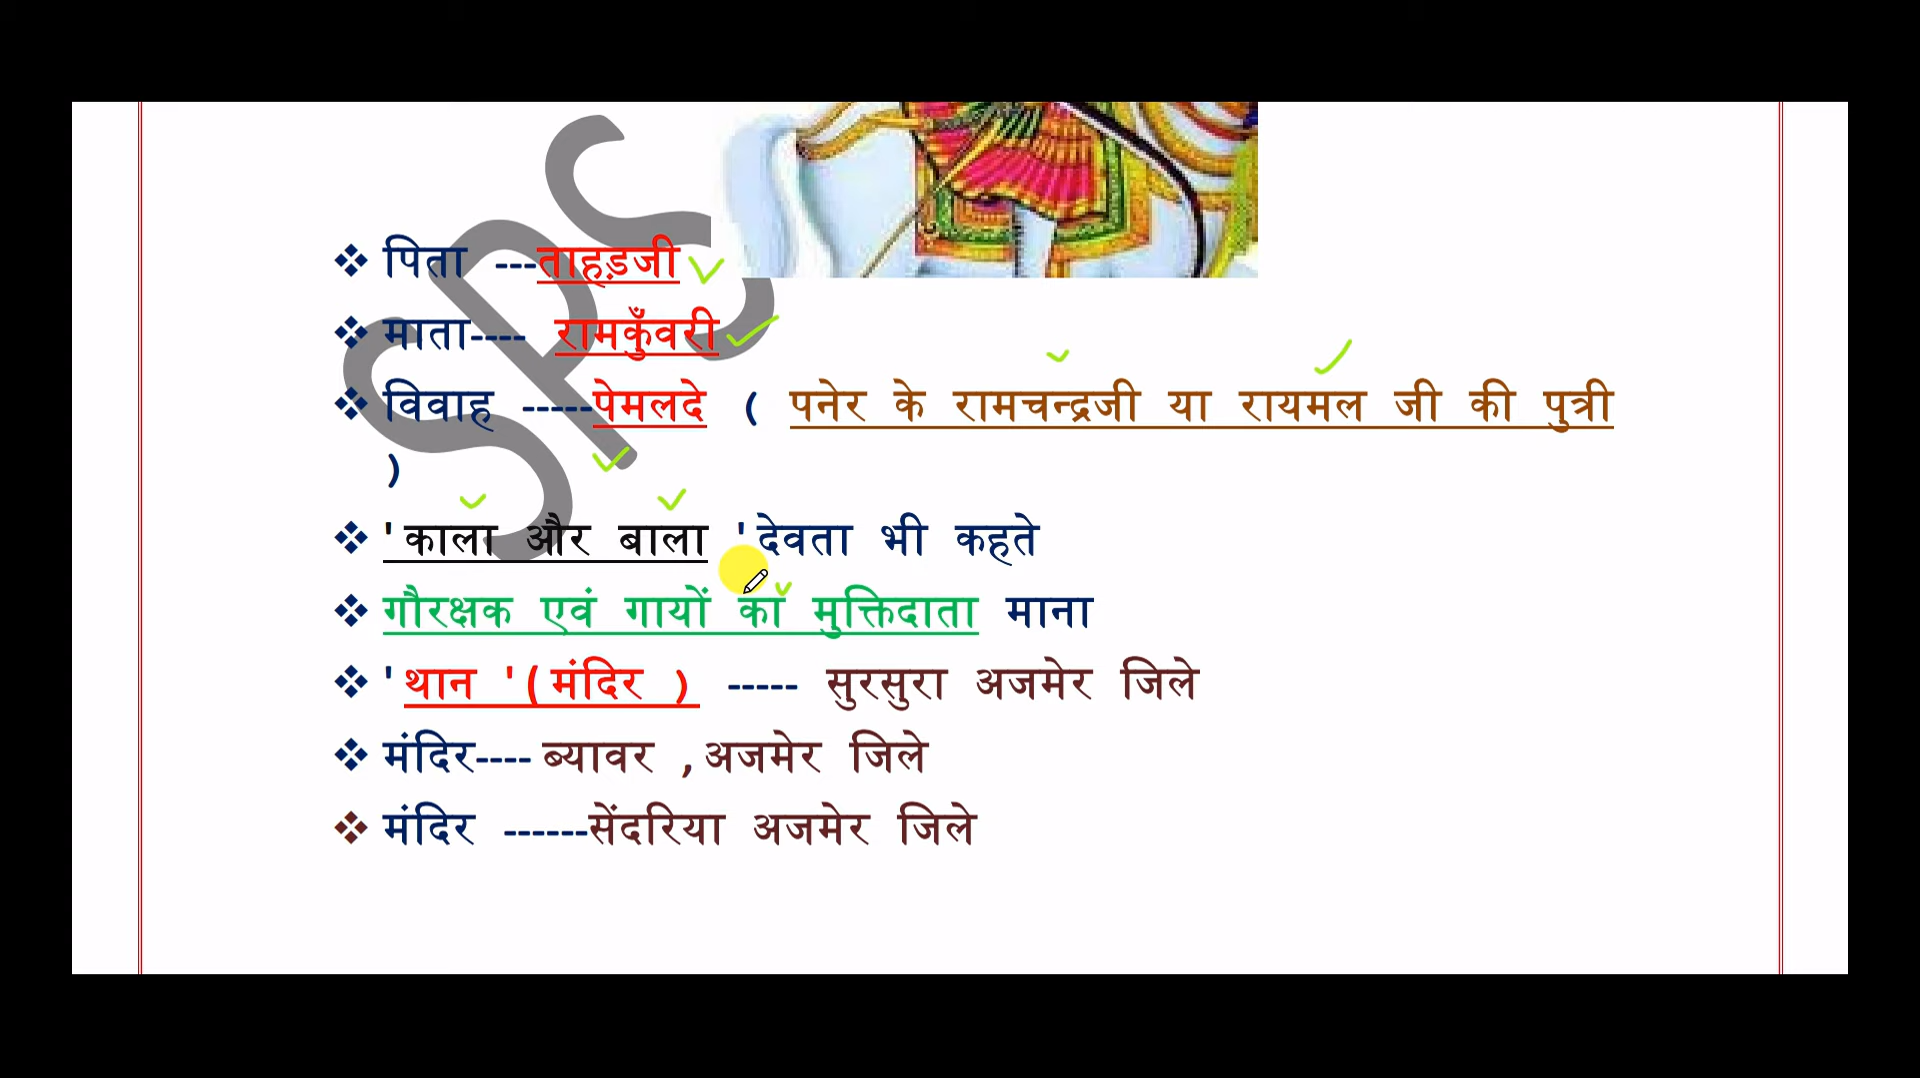 SPS
❖ पिता ---ताहड़जी
❖ माता---- रामकुँवरी
❖ विवाह -----पेमलदे ( पनेर के रामचन्द्रजी या रायमल जी की पुत्री
)
❖ 'काला और बाला 'देवता भी कहते
❖ गौरक्षक एवं गायों का मुक्तिदाता माना
❖ 'थान '(मंदिर ) ----- सुरसुरा अजमेर जिले
❖ मंदिर---- ब्यावर ,अजमेर जिले
❖ मंदिर ------सेंदरिया अजमेर जिले